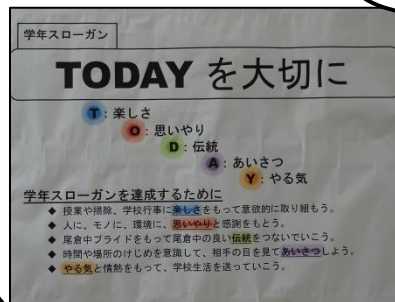 学年スローガン
TODAY を大切に
T：楽しさ
O：思いやり
D：伝統
A：あいさつ
Y：やる気
学年スローガンを達成するために
◆ 授業や掃除、学校行事に楽しさをもって意欲的に取り組もう。
◆ 人に、モノに、環境に、思いやりと感謝をもとう。
◆ 尾倉中プライドをもって尾倉中の良い伝統をつないでいこう。
◆ 時間や場所のけじめを意識して、相手の目を見てあいさつしよう。
◆ やる気と情熱をもって、学校生活を送っていこう。